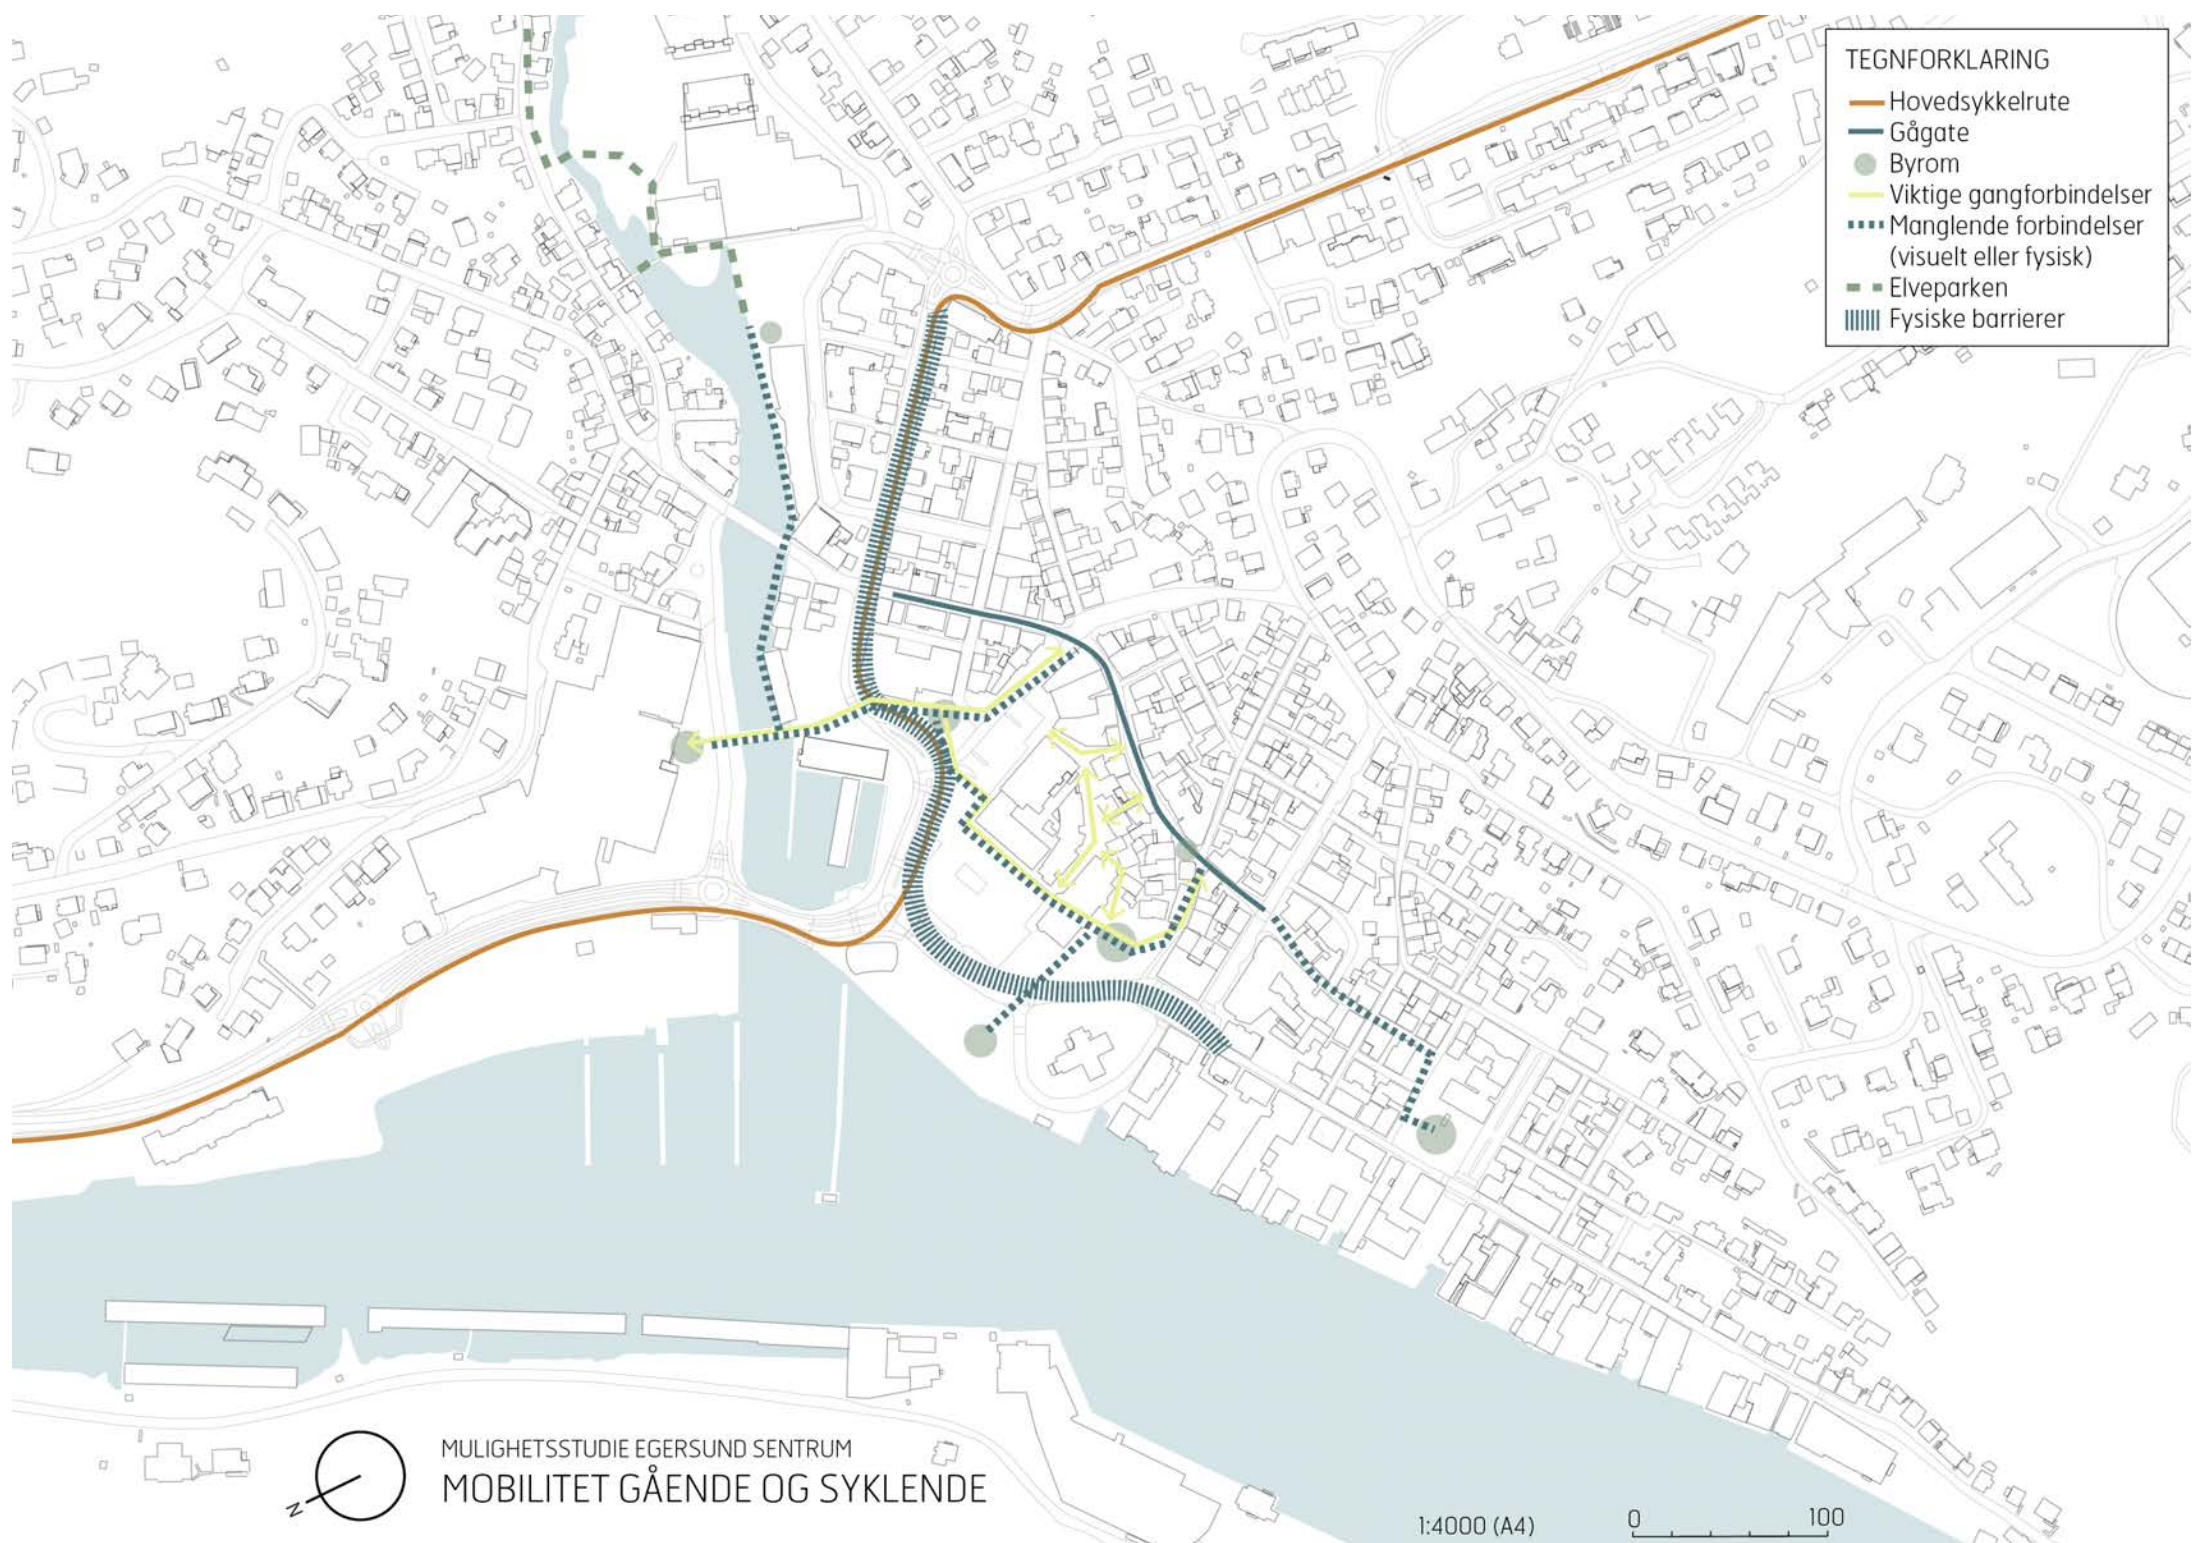 TEGNFORKLARING
Hovedsykkelrute
Gågate
Byrom
Viktige gangforbindelser
Manglende forbindelser
(visuelt eller fysisk)
Elveparken
Fysiske barrierer
N
MULIGHETSSTUDIE EGERSUND SENTRUM
MOBILITET GÅENDE OG SYKLENDE
1:4000 (A4)
0 100